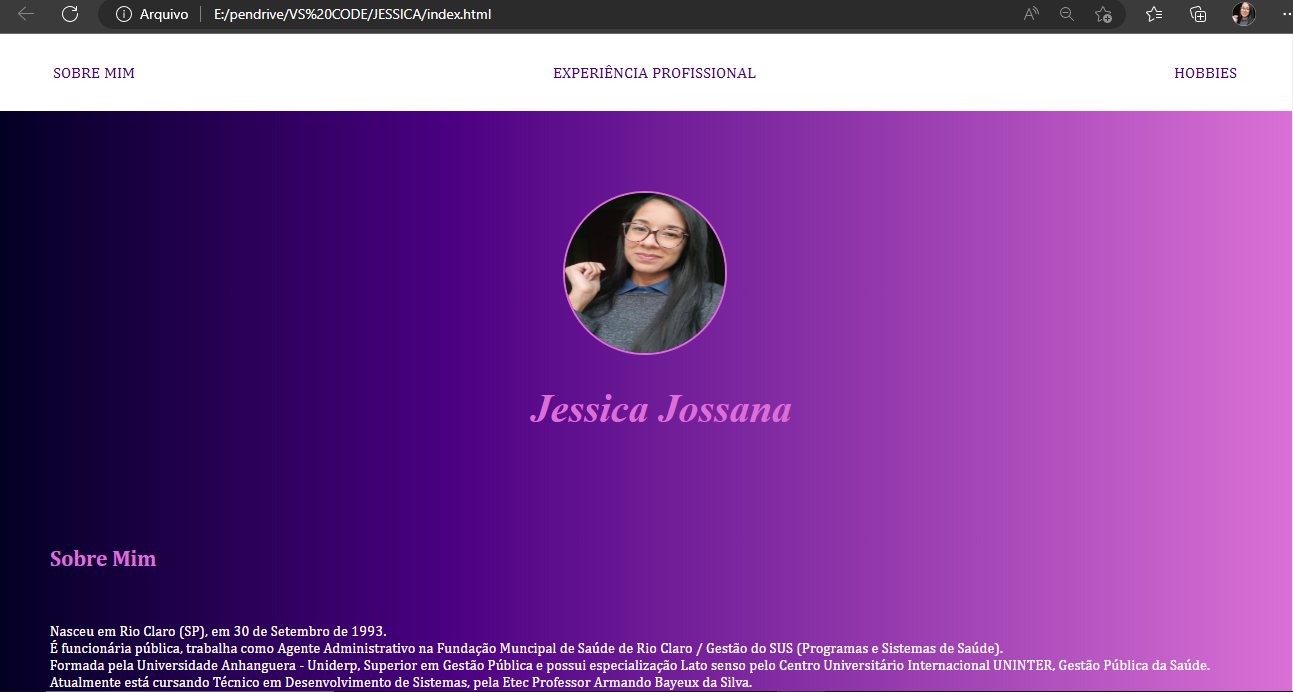 Arquivo E:/pendrive/VS%20CODE/JESSICA/index.html
SOBRE MIM EXPERIÊNCIA PROFISSIONAL HOBBIES
Jessica Jossana
Sobre Mim
Nasceu em Rio Claro (SP), em 30 de Setembro de 1993.
É funcionária pública, trabalha como Agente Administrativo na Fundação Muncipal de Saúde de Rio Claro / Gestão do SUS (Programas e Sistemas de Saúde).
Formada pela Universidade Anhanguera - Uniderp, Superior em Gestão Pública e possui especialização Lato senso pelo Centro Universitário Internacional UNINTER, Gestão Pública da Saúde.
Atualmente está cursando Técnico em Desenvolvimento de Sistemas, pela Etec Professor Armando Bayeux da Silva.